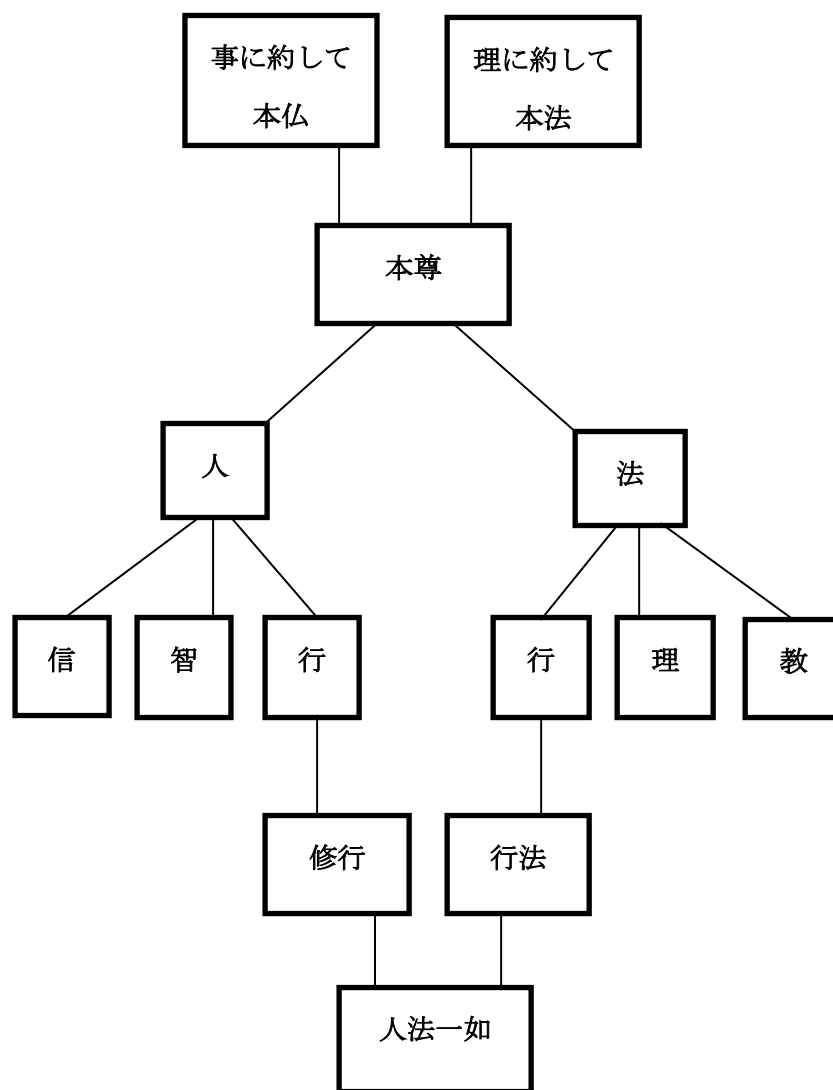 事に約して
本仏
理に約して
本法
本尊
人
法
信
智
行
行
理
教
修行
行法
人法一如